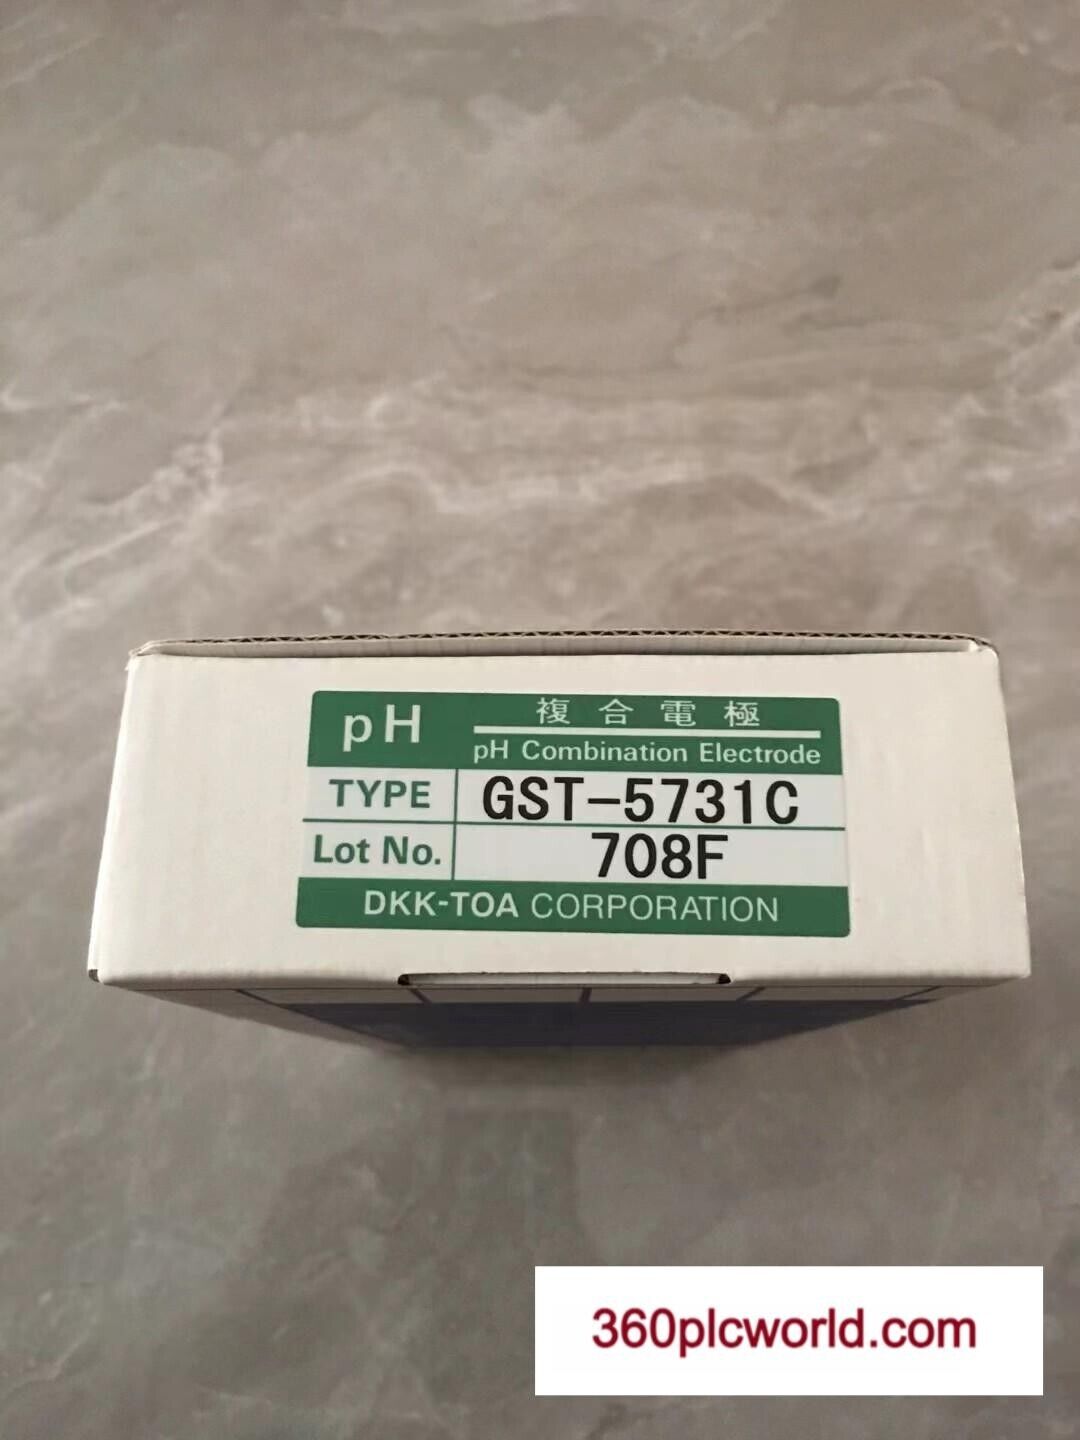 pH
複合電極
pH Combination Electrode
TYPE GST-5731C
Lot No. 708F
DKK-TOA CORPORATION
360plcworld.com